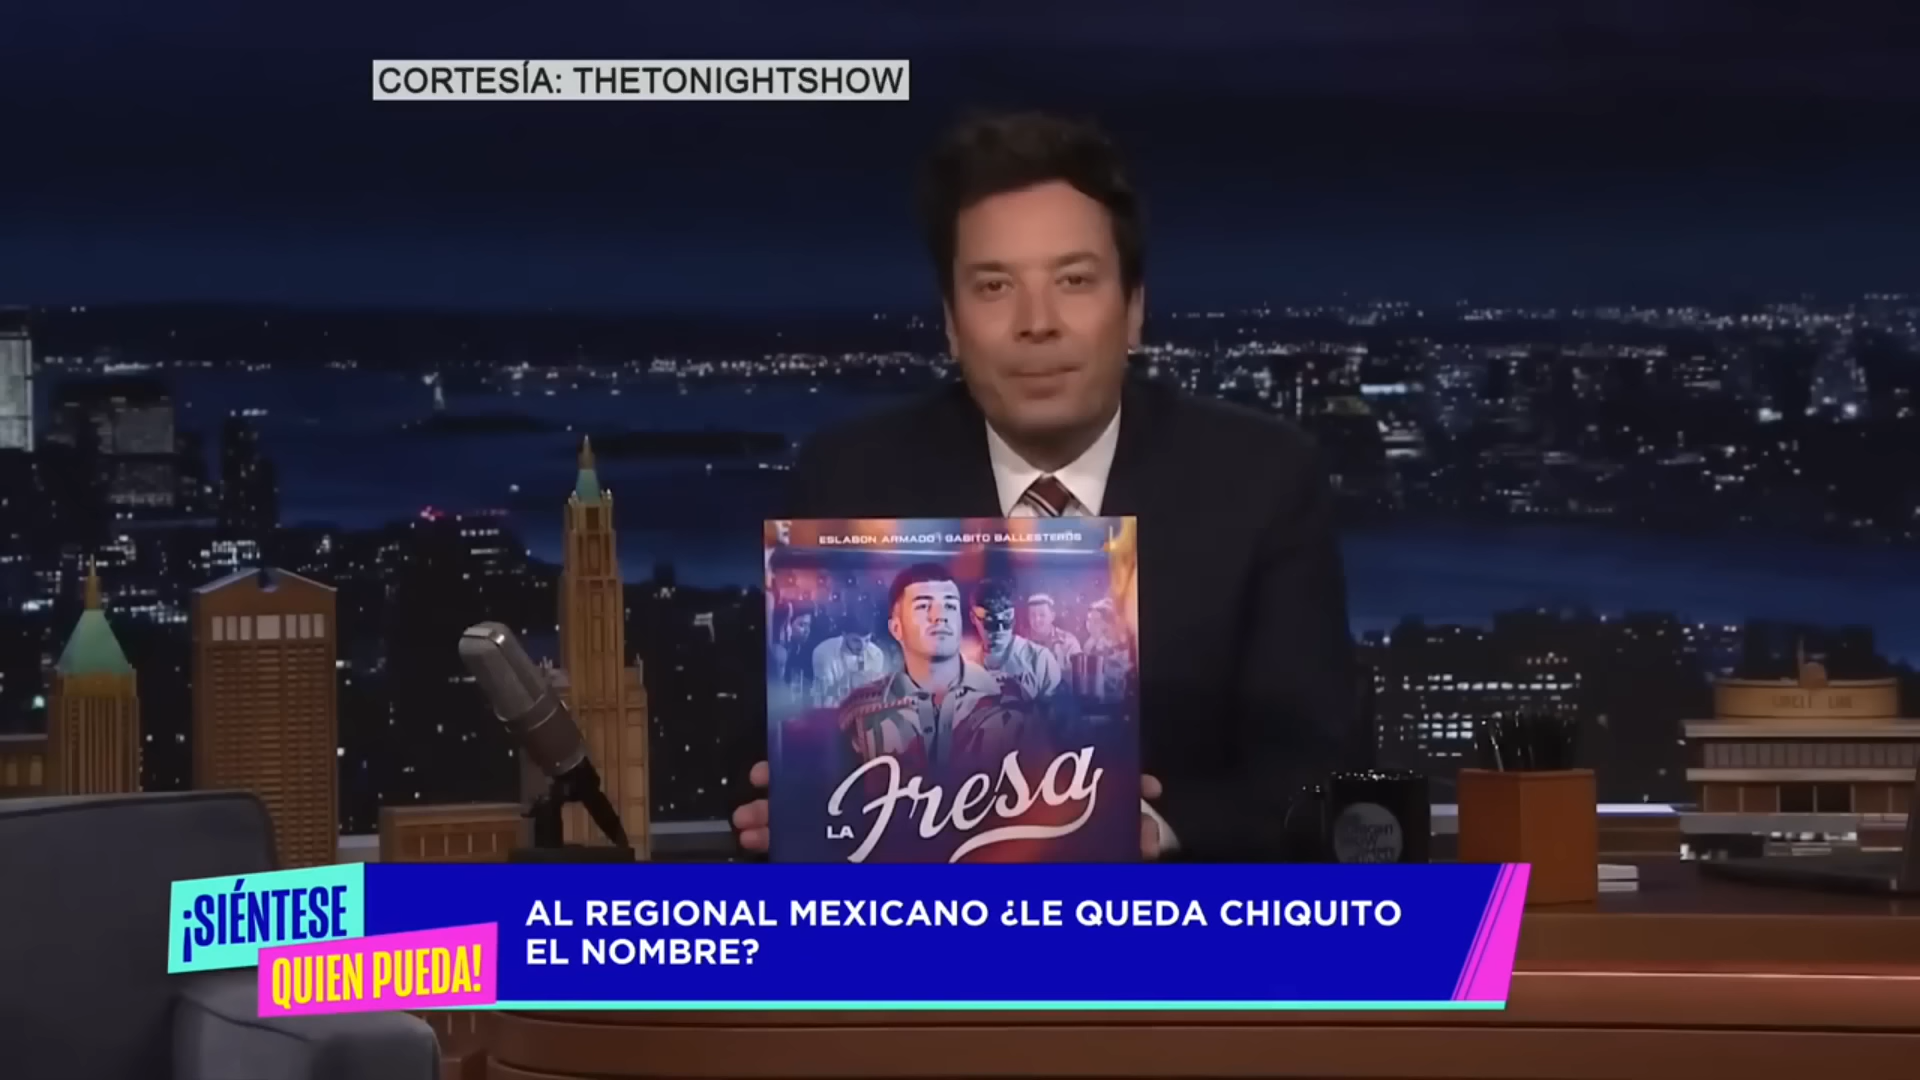 CORTESÍA: THETONIGHTSHOW
ESLABON ARMADO | GABITO BALLESTEROS
LA Fresa
¡SIÉNTESE
QUIEN PUEDA!
AL REGIONAL MEXICANO ¿LE QUEDA CHIQUITO
EL NOMBRE?